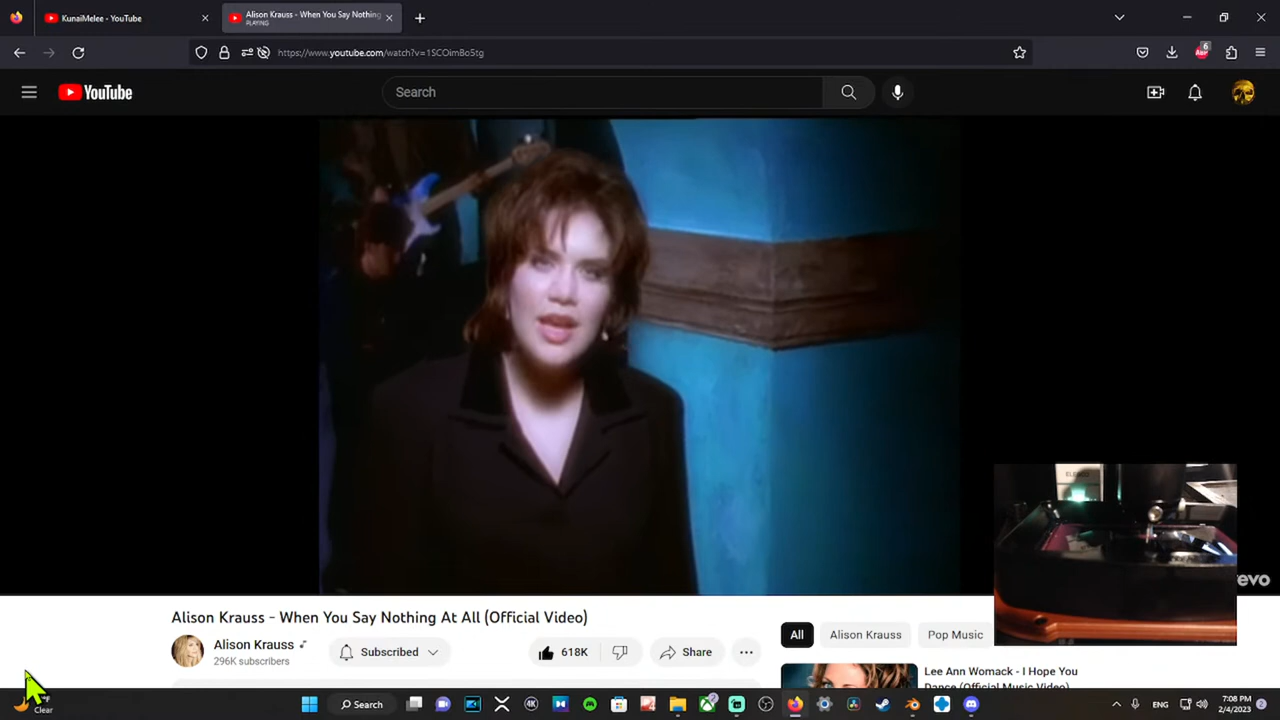 KunaiMelee - YouTube
Alison Krauss - When You Say Nothing
PLAYING
https://www.youtube.com/watch?v=1SCOimBo5tg
6
YouTube
Search
evo
Alison Krauss - When You Say Nothing At All (Official Video)
Alison Krauss
296K subscribers
Subscribed
618K
Share
All
Alison Krauss
Pop Music
Lee Ann Womack - I Hope You
Dance (Official Music Video)
Clear
Search
ENG
7:08 PM
2/4/2023